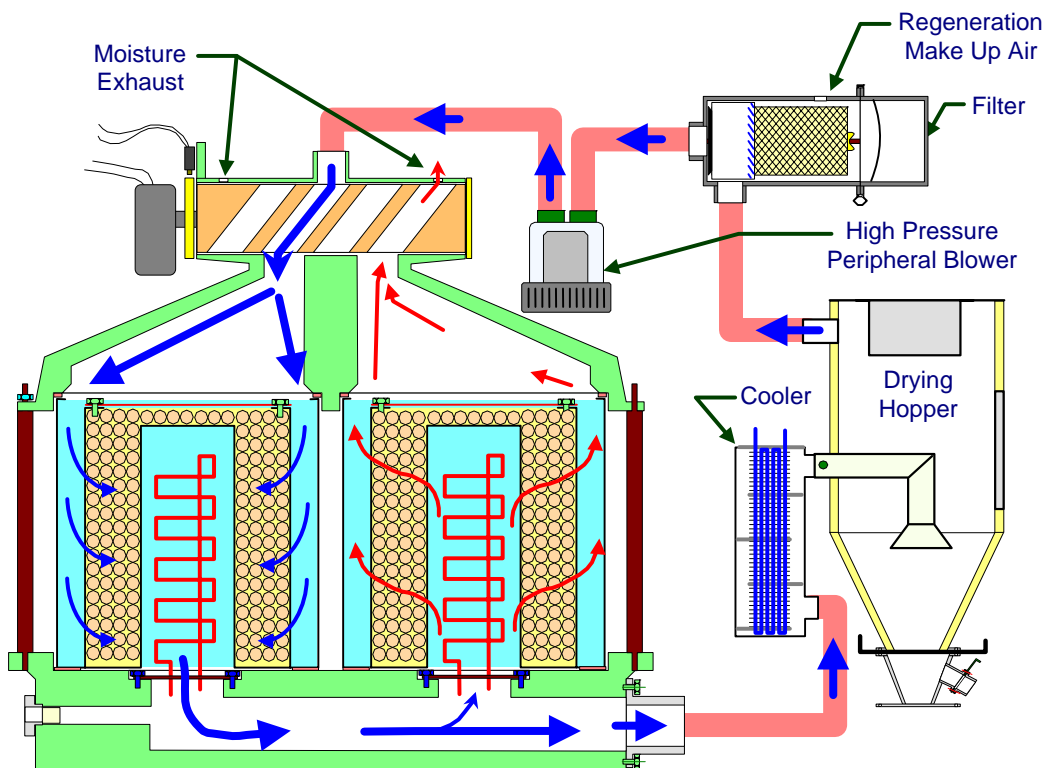 Regeneration
Make Up Air
Moisture
Exhaust
Filter
High Pressure
Peripheral Blower
Drying
Hopper
Cooler